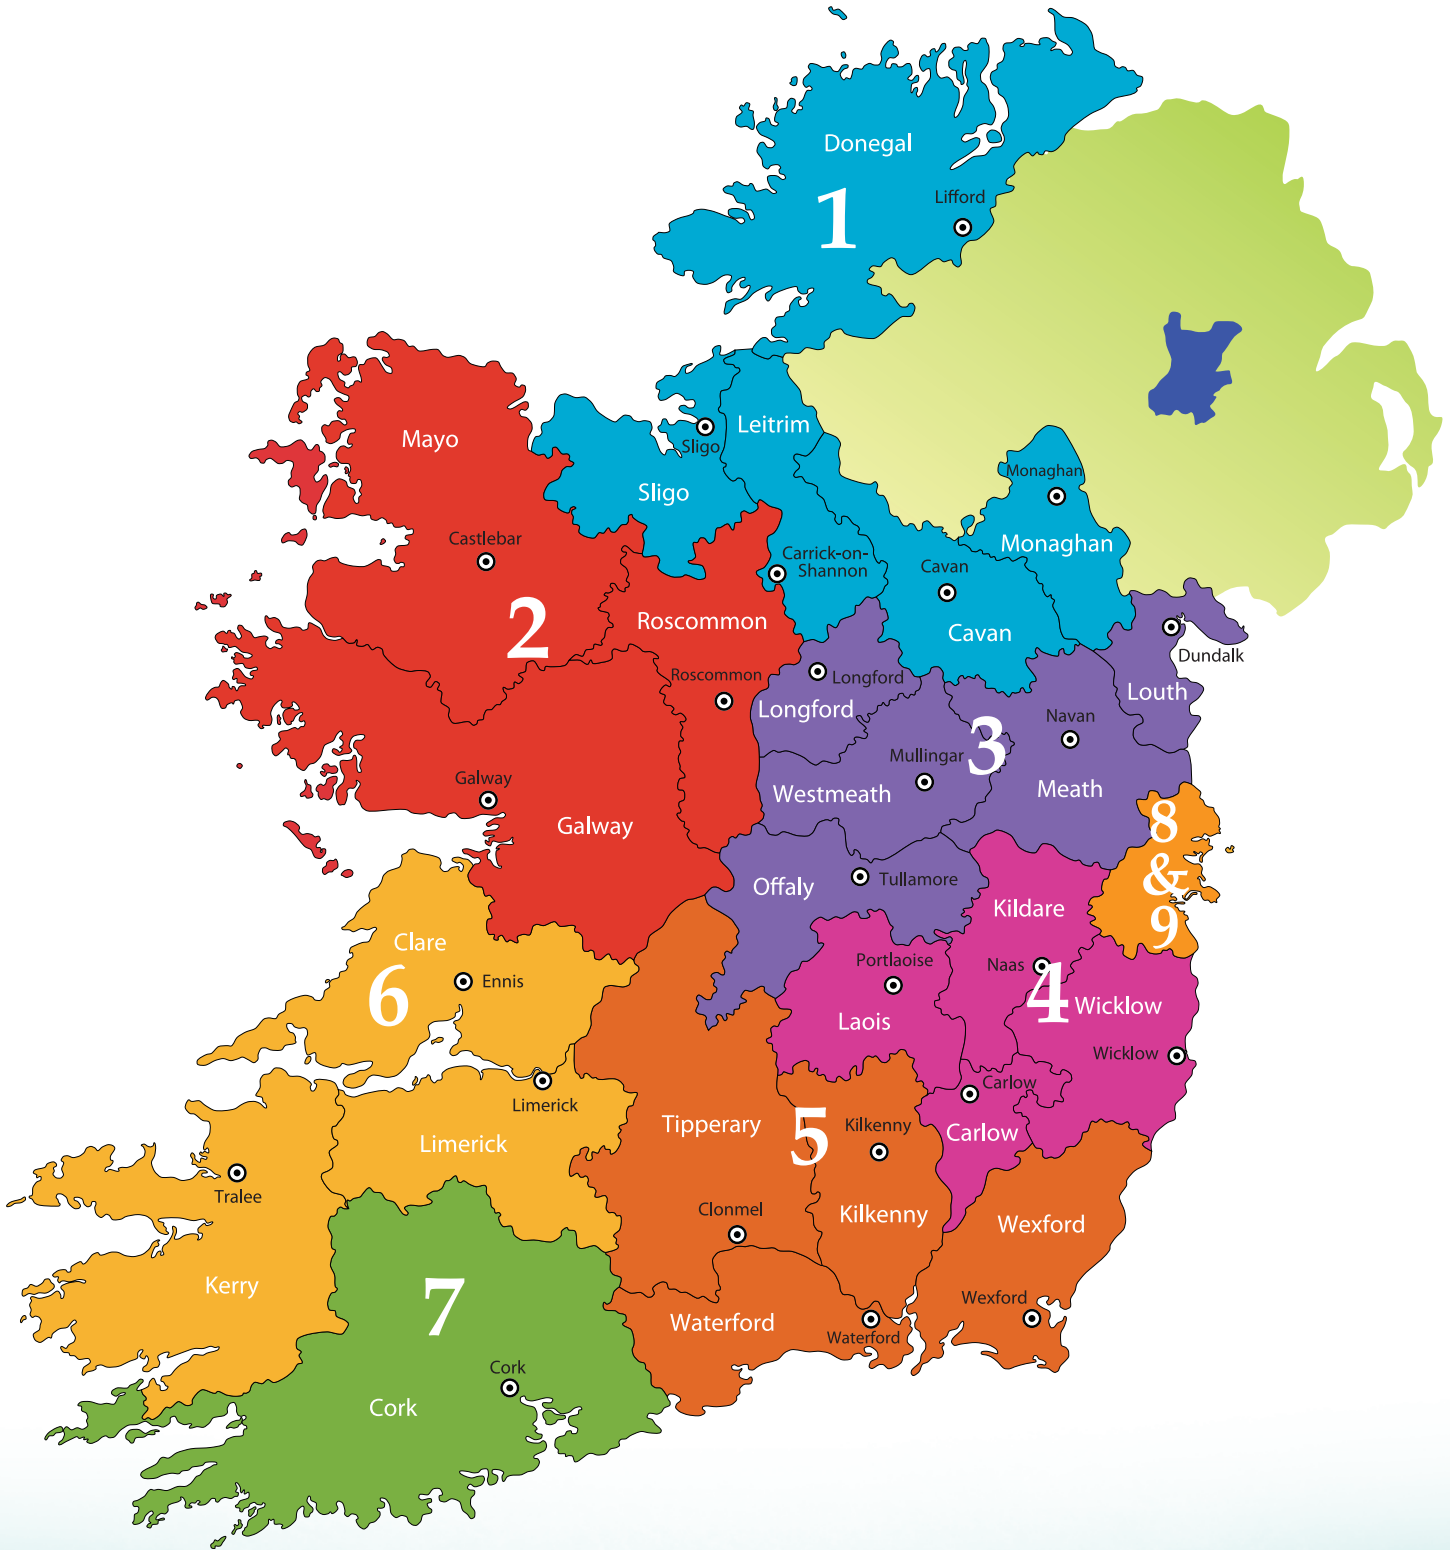 Donegal
1
Lifford
Mayo
Leitrim
Sligo
Sligo
Monaghan
Monaghan
Castlebar
Carrick-on-
Shannon
Cavan
Cavan
2
Roscommon
Roscommon
Dundalk
Louth
Longford
Longford
Navan
3
Mullingar
Westmeath
Meath
Galway
Galway
8
&
9
Offaly
Tullamore
Kildare
Clare
6
Ennis
Portlaoise
Naas
4
Wicklow
Laois
Wicklow
Carlow
Carlow
Limerick
Limerick
Tipperary
5
Kilkenny
Kilkenny
Tralee
Clonmel
Wexford
Kerry
7
Wexford
Waterford
Waterford
Cork
Cork